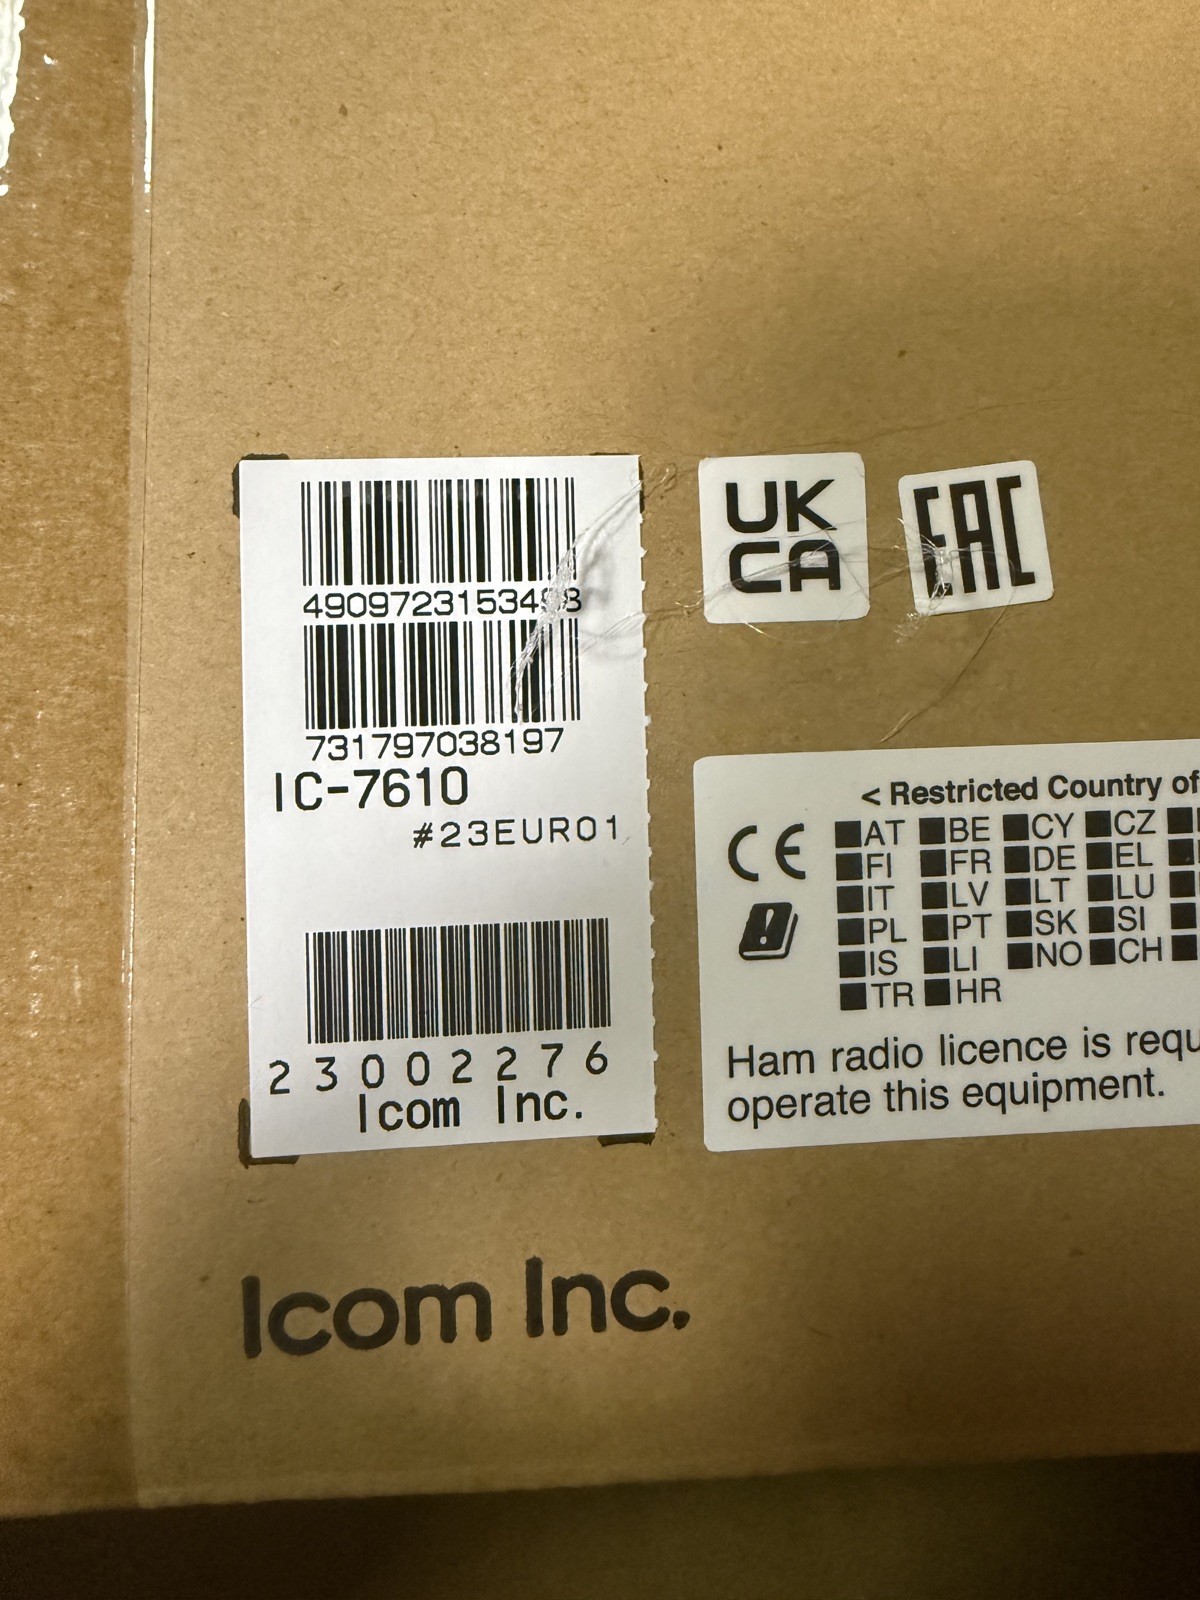 4909723153498
731797038197
IC-7610
#23EUR01
23002276
Icom Inc.
UK
CA
EAC
< Restricted Country of
CE
AT BE CY CZ
FI FR DE EL
IT LV LT LU
PL PT SK SI
IS LI NO CH
TR HR
Ham radio licence is
operate this equipment.
Icom Inc.